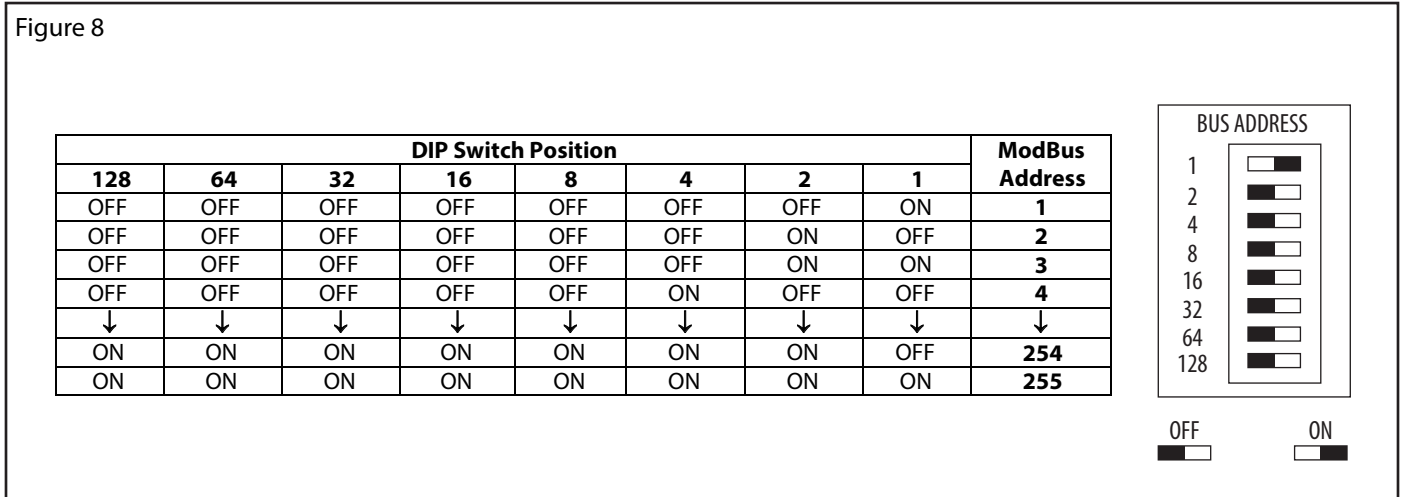 Figure 8
DIP Switch Position ModBus Address
128 64 32 16 8 4 2 1
OFF OFF OFF OFF OFF OFF OFF ON 1
OFF OFF OFF OFF OFF OFF ON OFF 2
OFF OFF OFF OFF OFF OFF ON ON 3
OFF OFF OFF OFF OFF ON OFF OFF 4
↓ ↓ ↓ ↓ ↓ ↓ ↓ ↓ ↓
ON ON ON ON ON ON ON OFF 254
ON ON ON ON ON ON ON ON 255
BUS ADDRESS
1
2
4
8
16
32
64
128
OFF ON